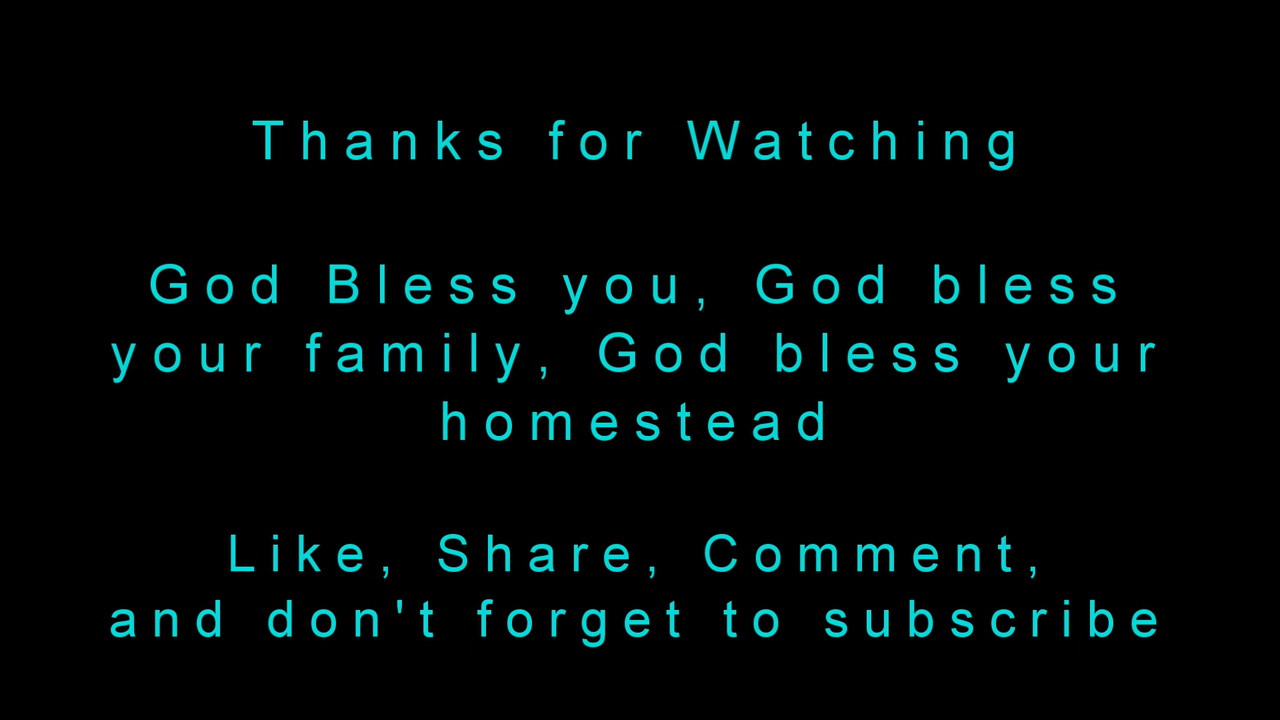 Thanks for Watching
God Bless you, God bless
your family, God bless your
homestead
Like, Share, Comment,
and don't forget to subscribe